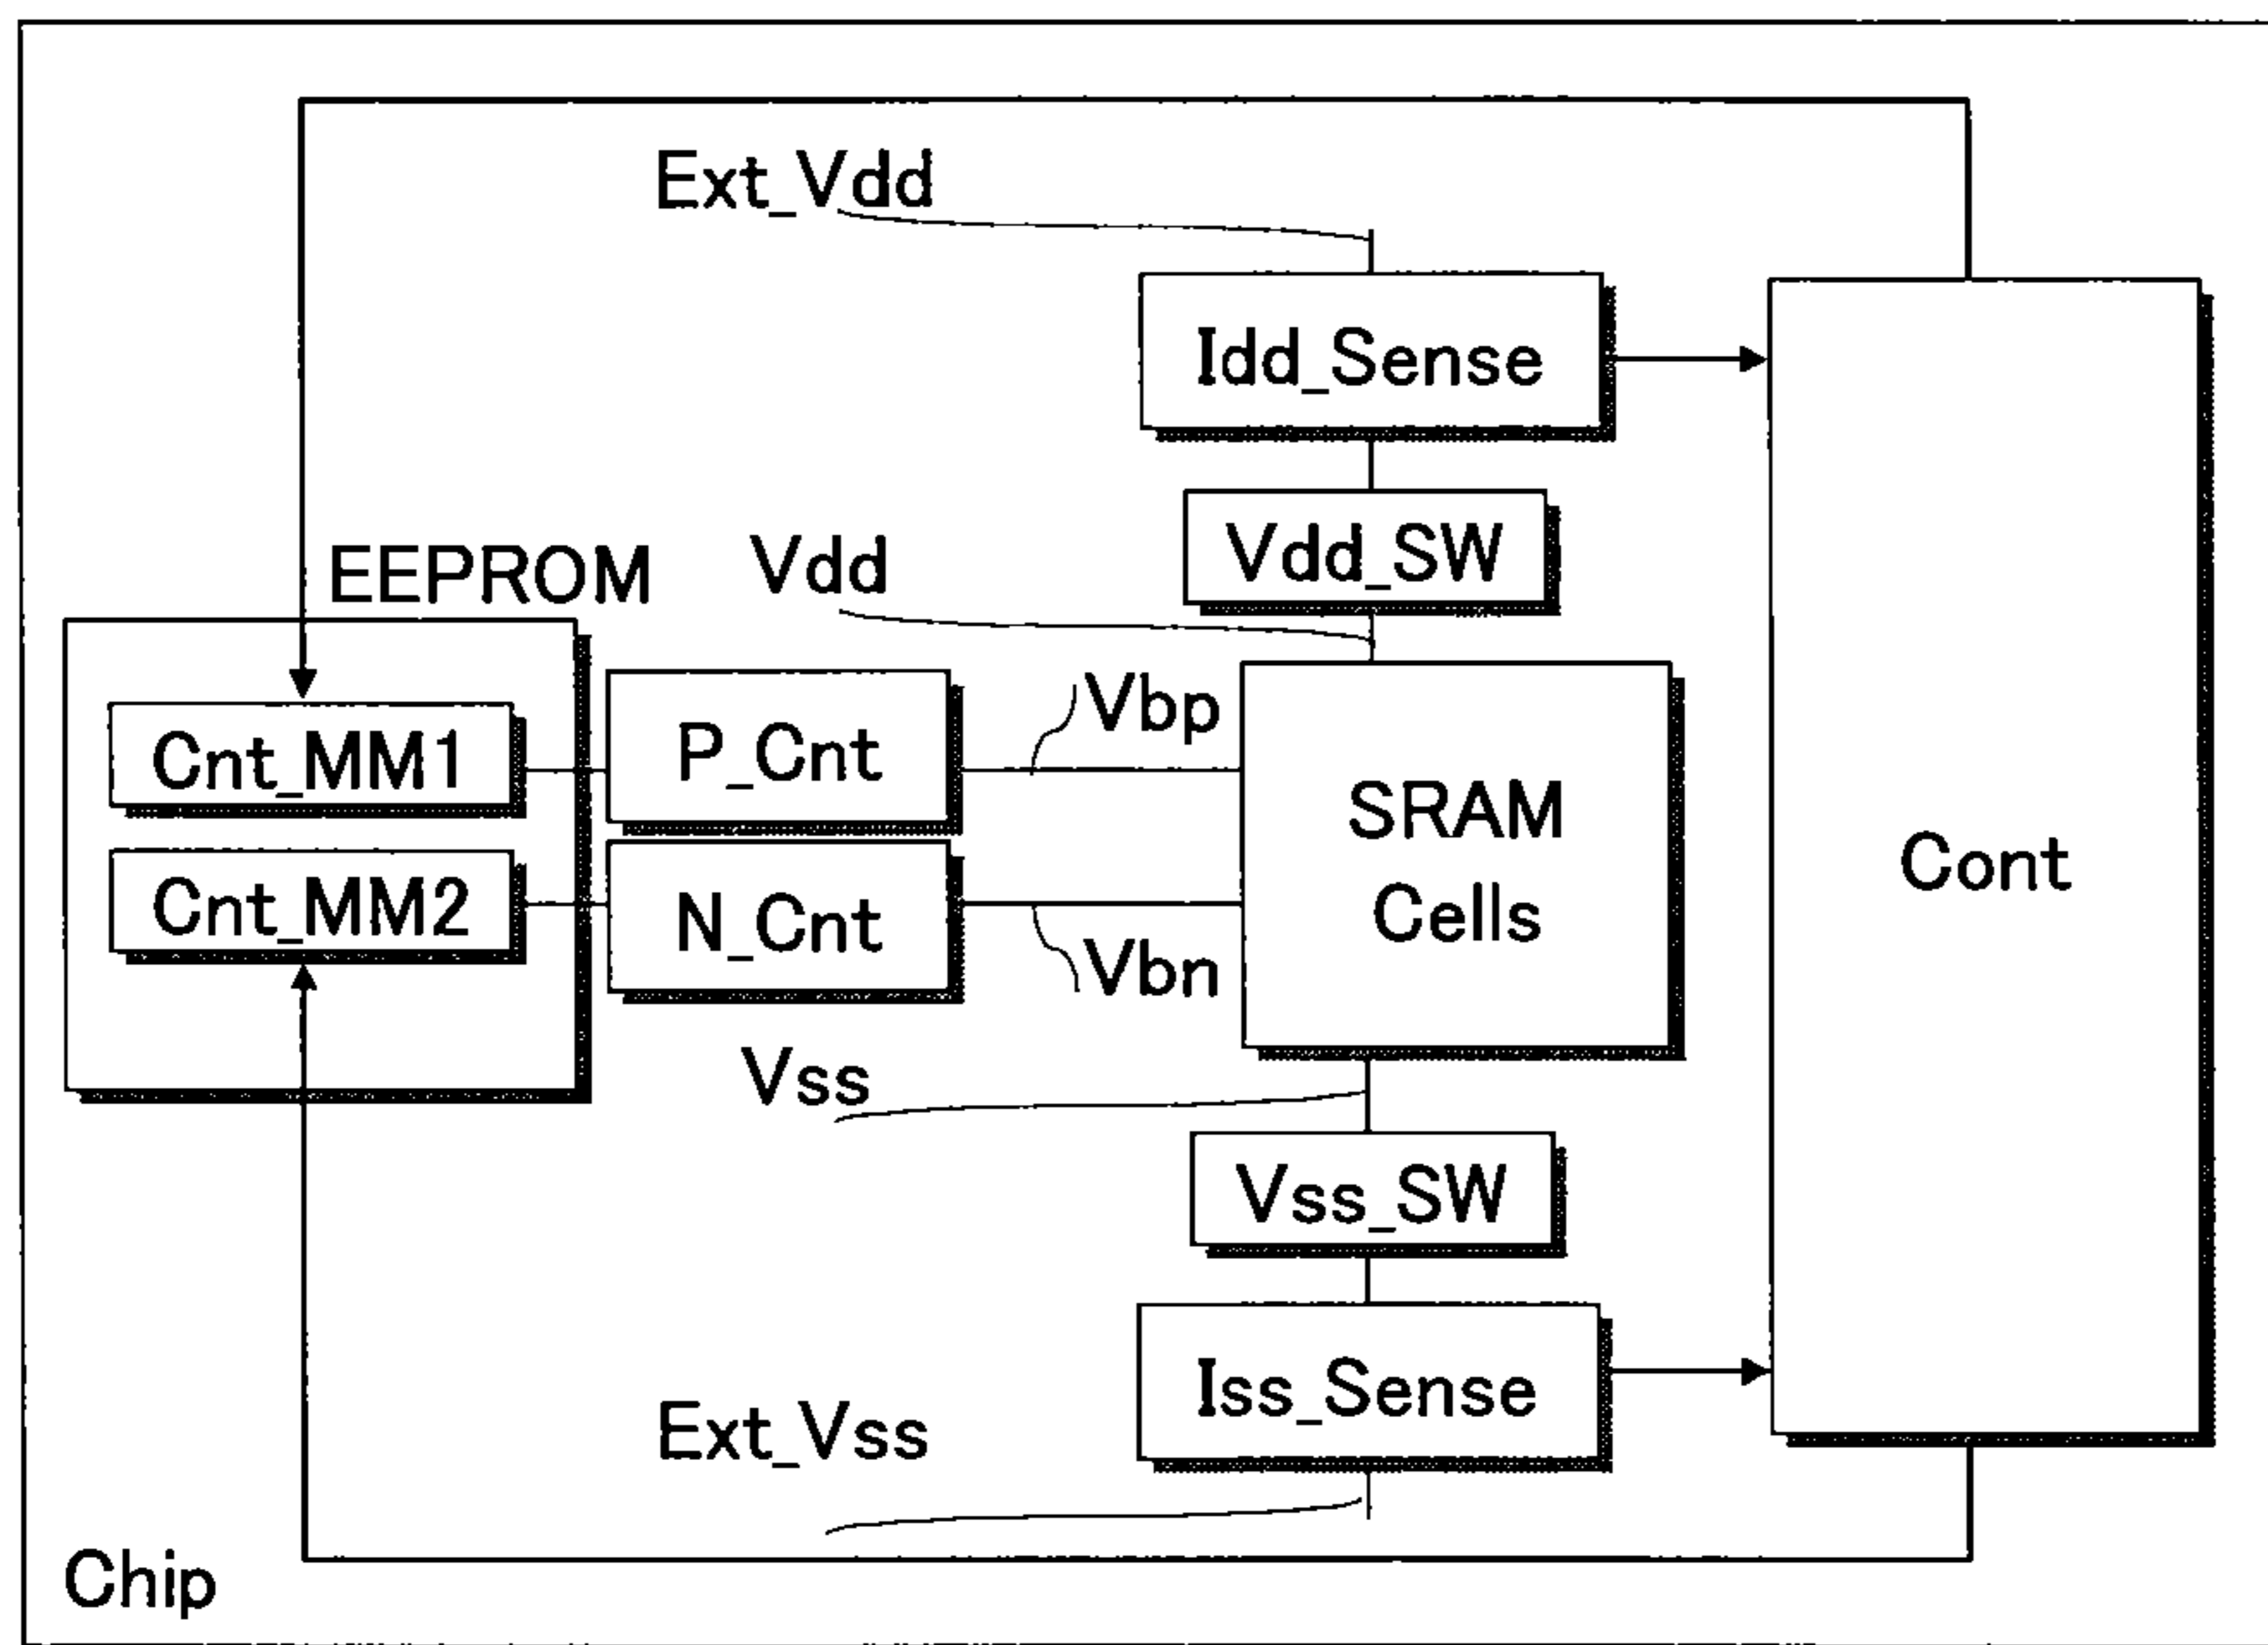 Ext_Vdd
Idd_Sense
Vdd_SW
EEPROM
Vdd
Cnt_MM1
P_Cnt
Vbp
SRAM
Cells
Cont
Cnt_MM2
N_Cnt
Vbn
Vss
Vss_SW
Iss_Sense
Ext_Vss
Chip